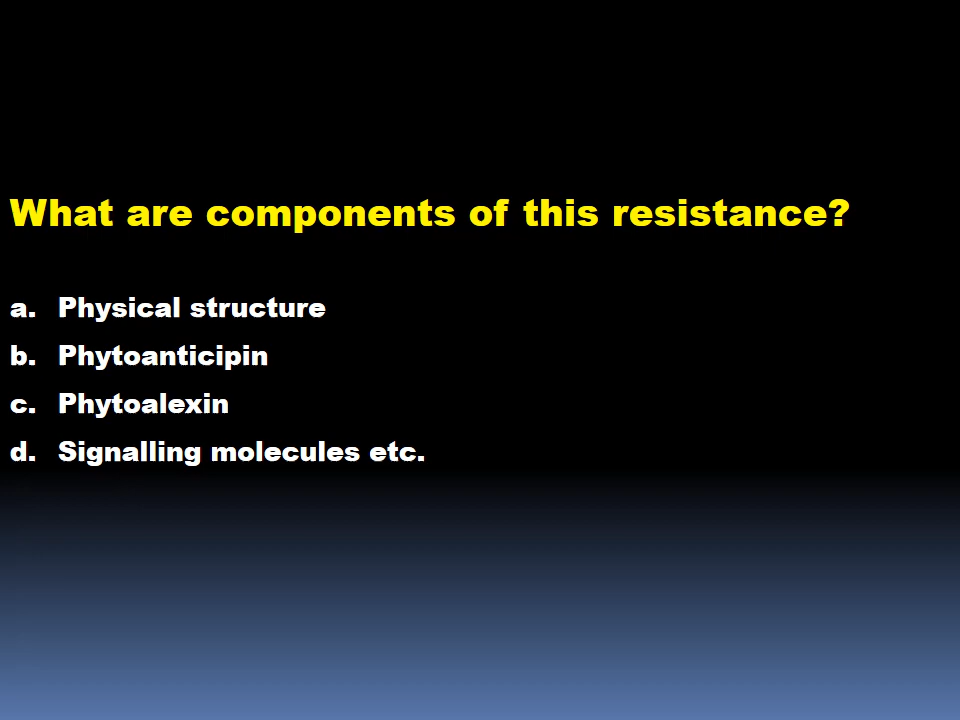 What are components of this resistance?
a. Physical structure
b. Phytoanticipin
c. Phytoalexin
d. Signalling molecules etc.